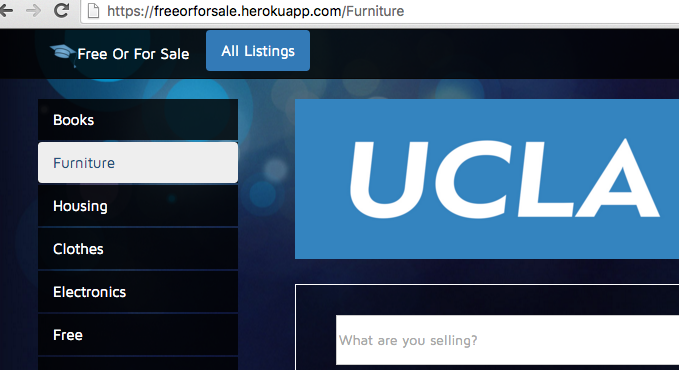 https://freeorforsale.herokuapp.com/Furniture
Free Or For Sale
All Listings
Books
Furniture
Housing
Clothes
Electronics
Free
UCLA
What are you selling?